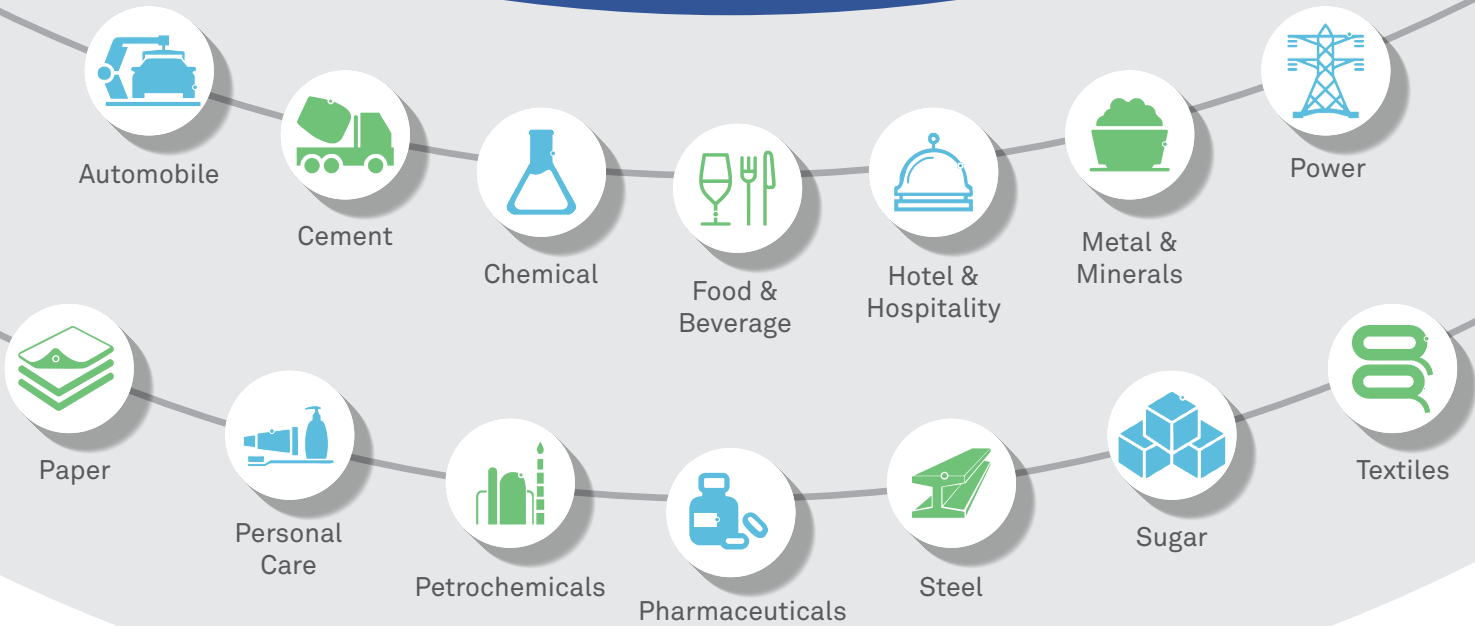 Automobile
Cement
Chemical
Food &
Beverage
Hotel &
Hospitality
Metal &
Minerals
Power
Paper
Personal
Care
Petrochemicals
Pharmaceuticals
Steel
Sugar
Textiles